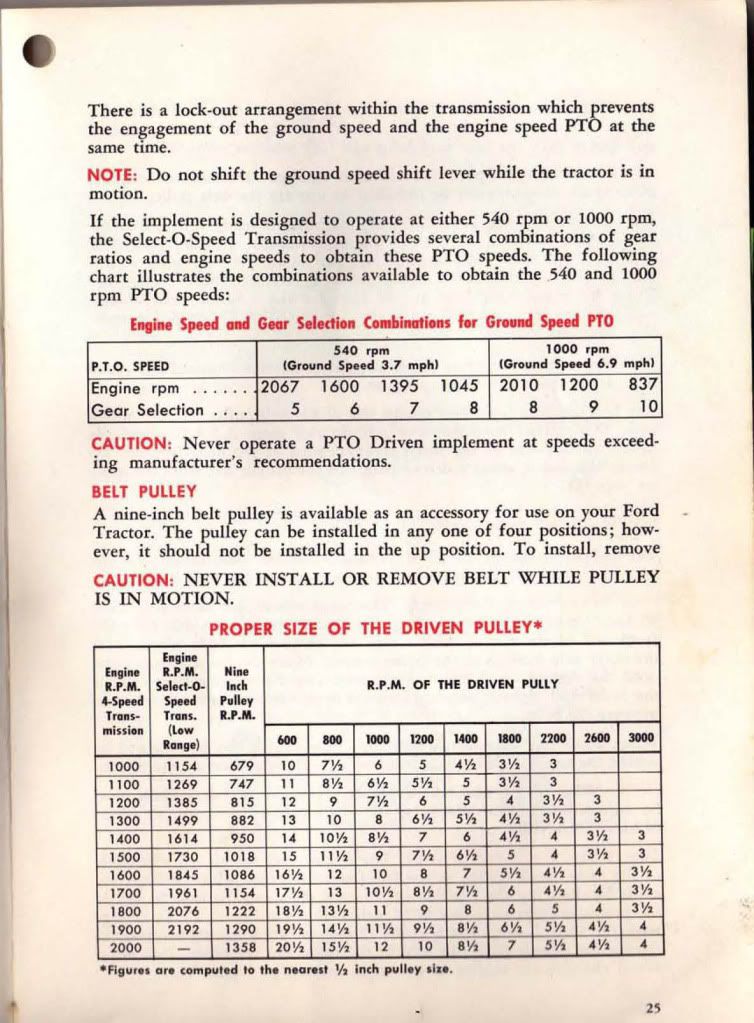 There is a lock-out arrangement within the transmission which prevents
the engagement of the ground speed and the engine speed PTO at the
same time.
NOTE: Do not shift the ground speed shift lever while the tractor is in
motion.
If the implement is designed to operate at either 540 rpm or 1000 rpm,
the Select-O-Speed Transmission provides several combinations of gear
ratios and engine speeds to obtain these PTO speeds. The following
chart illustrates the combinations available to obtain the 540 and 1000
rpm PTO speeds:
Engine Speed and Gear Selection Combinations for Ground Speed PTO
540 rpm 1000 rpm
P.T.O. SPEED (Ground Speed 3.7 mph) (Ground Speed 6.9 mph)
Engine rpm ....... 2067 1600 1395 1045 2010 1200 837
Gear Selection ..... 5 6 7 8 8 9 10
CAUTION: Never operate a PTO Driven implement at speeds exceed-
ing manufacturer's recommendations.
BELT PULLEY
A nine-inch belt pulley is available as an accessory for use on your Ford
Tractor. The pulley can be installed in any one of four positions; how-
ever, it should not be installed in the up position. To install, remove
CAUTION: NEVER INSTALL OR REMOVE BELT WHILE PULLEY
IS IN MOTION.
PROPER SIZE OF THE DRIVEN PULLEY*
Engine
R.P.M.
4-Speed
Trans-
mission
Engine
R.P.M.
Select-O-
Speed
Trans.
(Low
Range)
Nine
Inch
Pulley
R.P.M.
R.P.M. OF THE DRIVEN PULLY
600 800 1000 1200 1400 1800 2200 2600 3000
1000 1154 679 10 7½ 6 5 4½ 3½ 3
1100 1269 747 11 8½ 6½ 5½ 5 3½ 3
1200 1385 815 12 9 7½ 6 5 4 3½ 3
1300 1499 882 13 10 8 6½ 5½ 4½ 3½ 3
1400 1614 950 14 10½ 8½ 7 6 4½ 4 3½ 3
1500 1730 1018 15 11½ 9 7½ 6½ 5 4 3½ 3
1600 1845 1086 16½ 12 10 8 7 5½ 4½ 4 3½
1700 1961 1154 17½ 13 10½ 8½ 7½ 6 4½ 4 3½
1800 2076 1222 18½ 13½ 11 9 8 6 5 4 3½
1900 2192 1290 19½ 14½ 11½ 9½ 8½ 6½ 5½ 4½ 4
2000 — 1358 20½ 15½ 12 10 8½ 7 5½ 4½ 4
*Figures are computed to the nearest ½ inch pulley size.
25